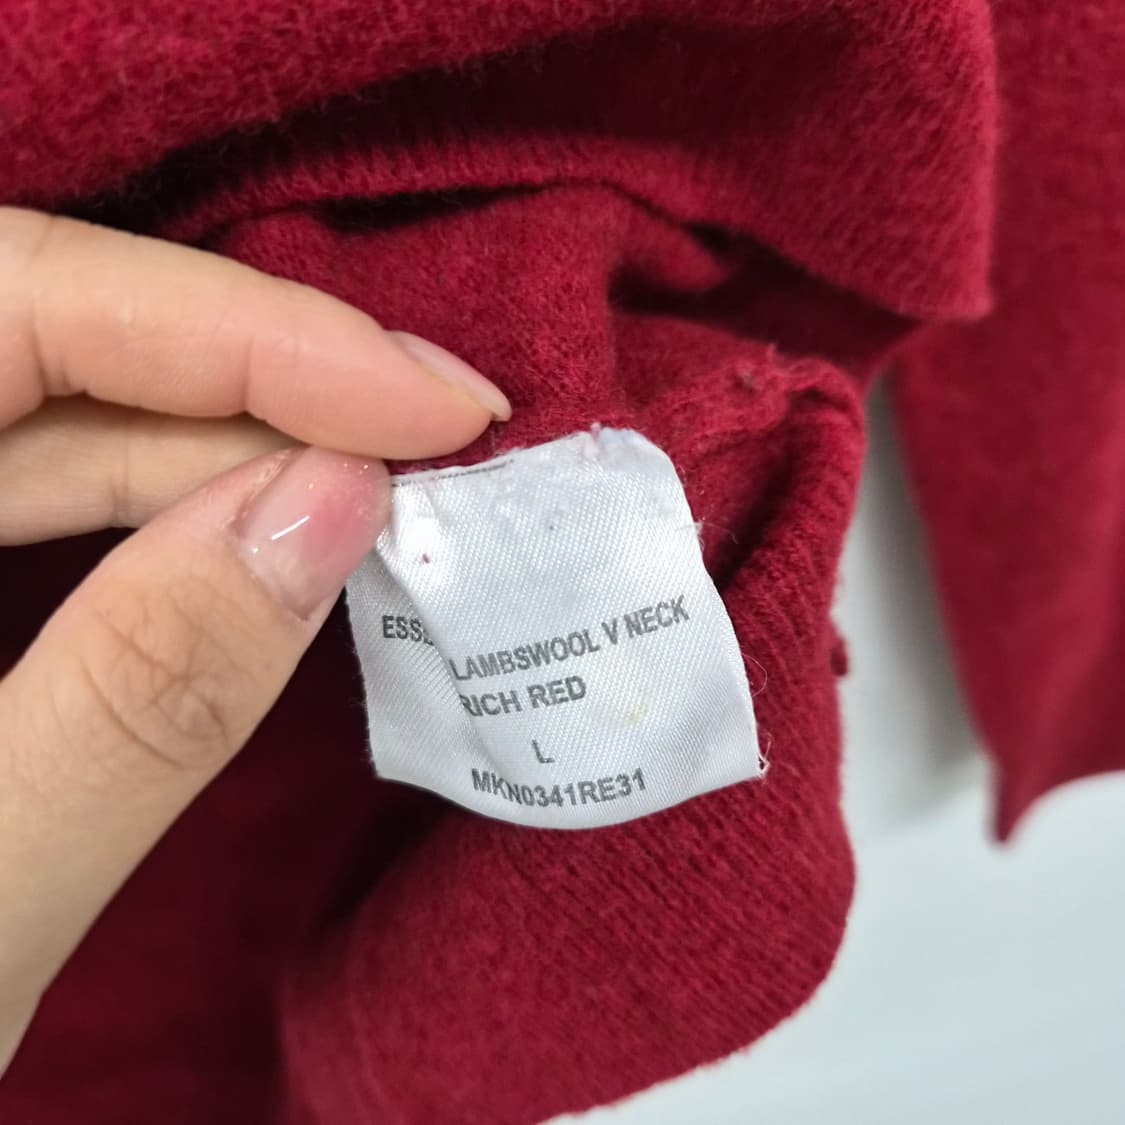 LAMBSWOOL V NECK
RICH RED
L
MKN0341RE31